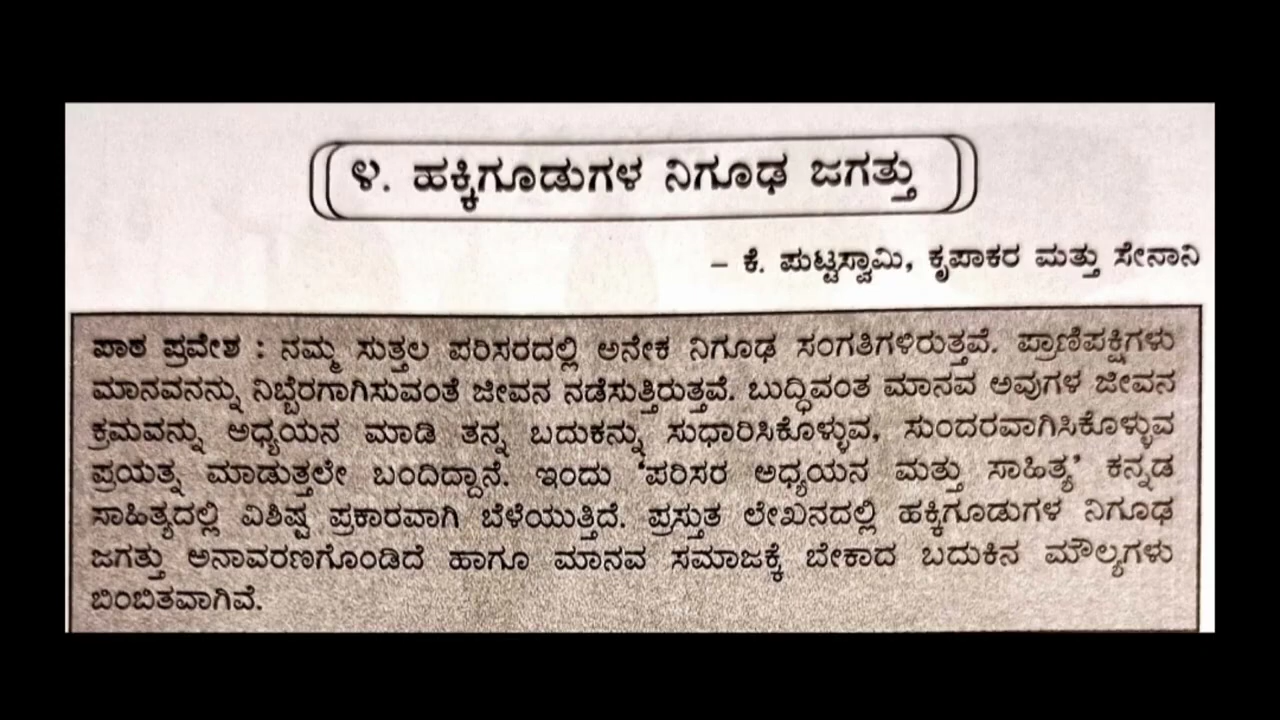 ೪. ಹಕ್ಕಿಗೂಡುಗಳ ನಿಗೂಢ ಜಗತ್ತು
– ಕೆ. ಪುಟ್ಟಸ್ವಾಮಿ, ಕೃಪಾಕರ ಮತ್ತು ಸೇನಾನಿ
ಪಾಠ ಪ್ರವೇಶ : ನಮ್ಮ ಸುತ್ತಲ ಪರಿಸರದಲ್ಲಿ ಅನೇಕ ನಿಗೂಢ ಸಂಗತಿಗಳಿರುತ್ತವೆ. ಪ್ರಾಣಿಪಕ್ಷಿಗಳು
ಮಾನವನನ್ನು ನಿಬ್ಬೆರಗಾಗಿಸುವಂತೆ ಜೀವನ ನಡೆಸುತ್ತಿರುತ್ತವೆ. ಬುದ್ಧಿವಂತ ಮಾನವ ಅವುಗಳ ಜೀವನ
ಕ್ರಮವನ್ನು ಅಧ್ಯಯನ ಮಾಡಿ ತನ್ನ ಬದುಕನ್ನು ಸುಧಾರಿಸಿಕೊಳ್ಳುವ, ಸುಂದರವಾಗಿಸಿಕೊಳ್ಳುವ
ಪ್ರಯತ್ನ ಮಾಡುತ್ತಲೇ ಬಂದಿದ್ದಾನೆ. ಇಂದು ‘ಪರಿಸರ ಅಧ್ಯಯನ ಮತ್ತು ಸಾಹಿತ್ಯ’ ಕನ್ನಡ
ಸಾಹಿತ್ಯದಲ್ಲಿ ವಿಶಿಷ್ಟ ಪ್ರಕಾರವಾಗಿ ಬೆಳೆಯುತ್ತಿದೆ. ಪ್ರಸ್ತುತ ಲೇಖನದಲ್ಲಿ ಹಕ್ಕಿಗೂಡುಗಳ ನಿಗೂಢ
ಜಗತ್ತು ಅನಾವರಣಗೊಂಡಿದೆ ಹಾಗೂ ಮಾನವ ಸಮಾಜಕ್ಕೆ ಬೇಕಾದ ಬದುಕಿನ ಮೌಲ್ಯಗಳು
ಬಿಂಬಿತವಾಗಿವೆ.